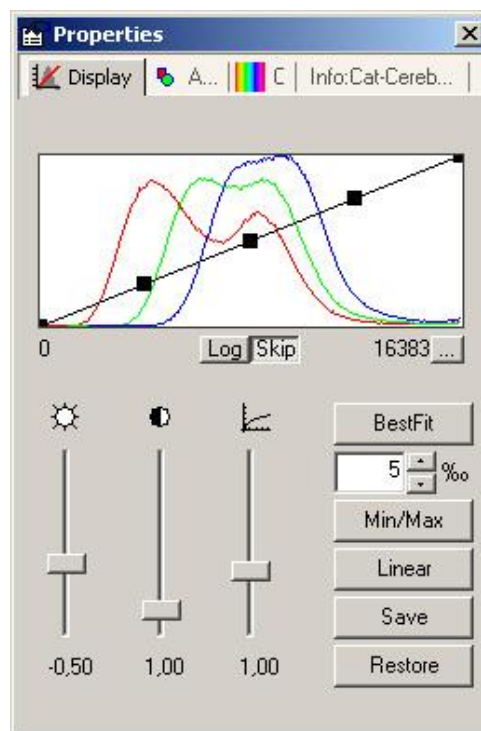 Properties
Display A... C Info:Cat-Cereb...
0 Log Skip 16383 ...
BestFit
5 ‰
Min/Max
Linear
Save
-0,50 1,00 1,00 Restore